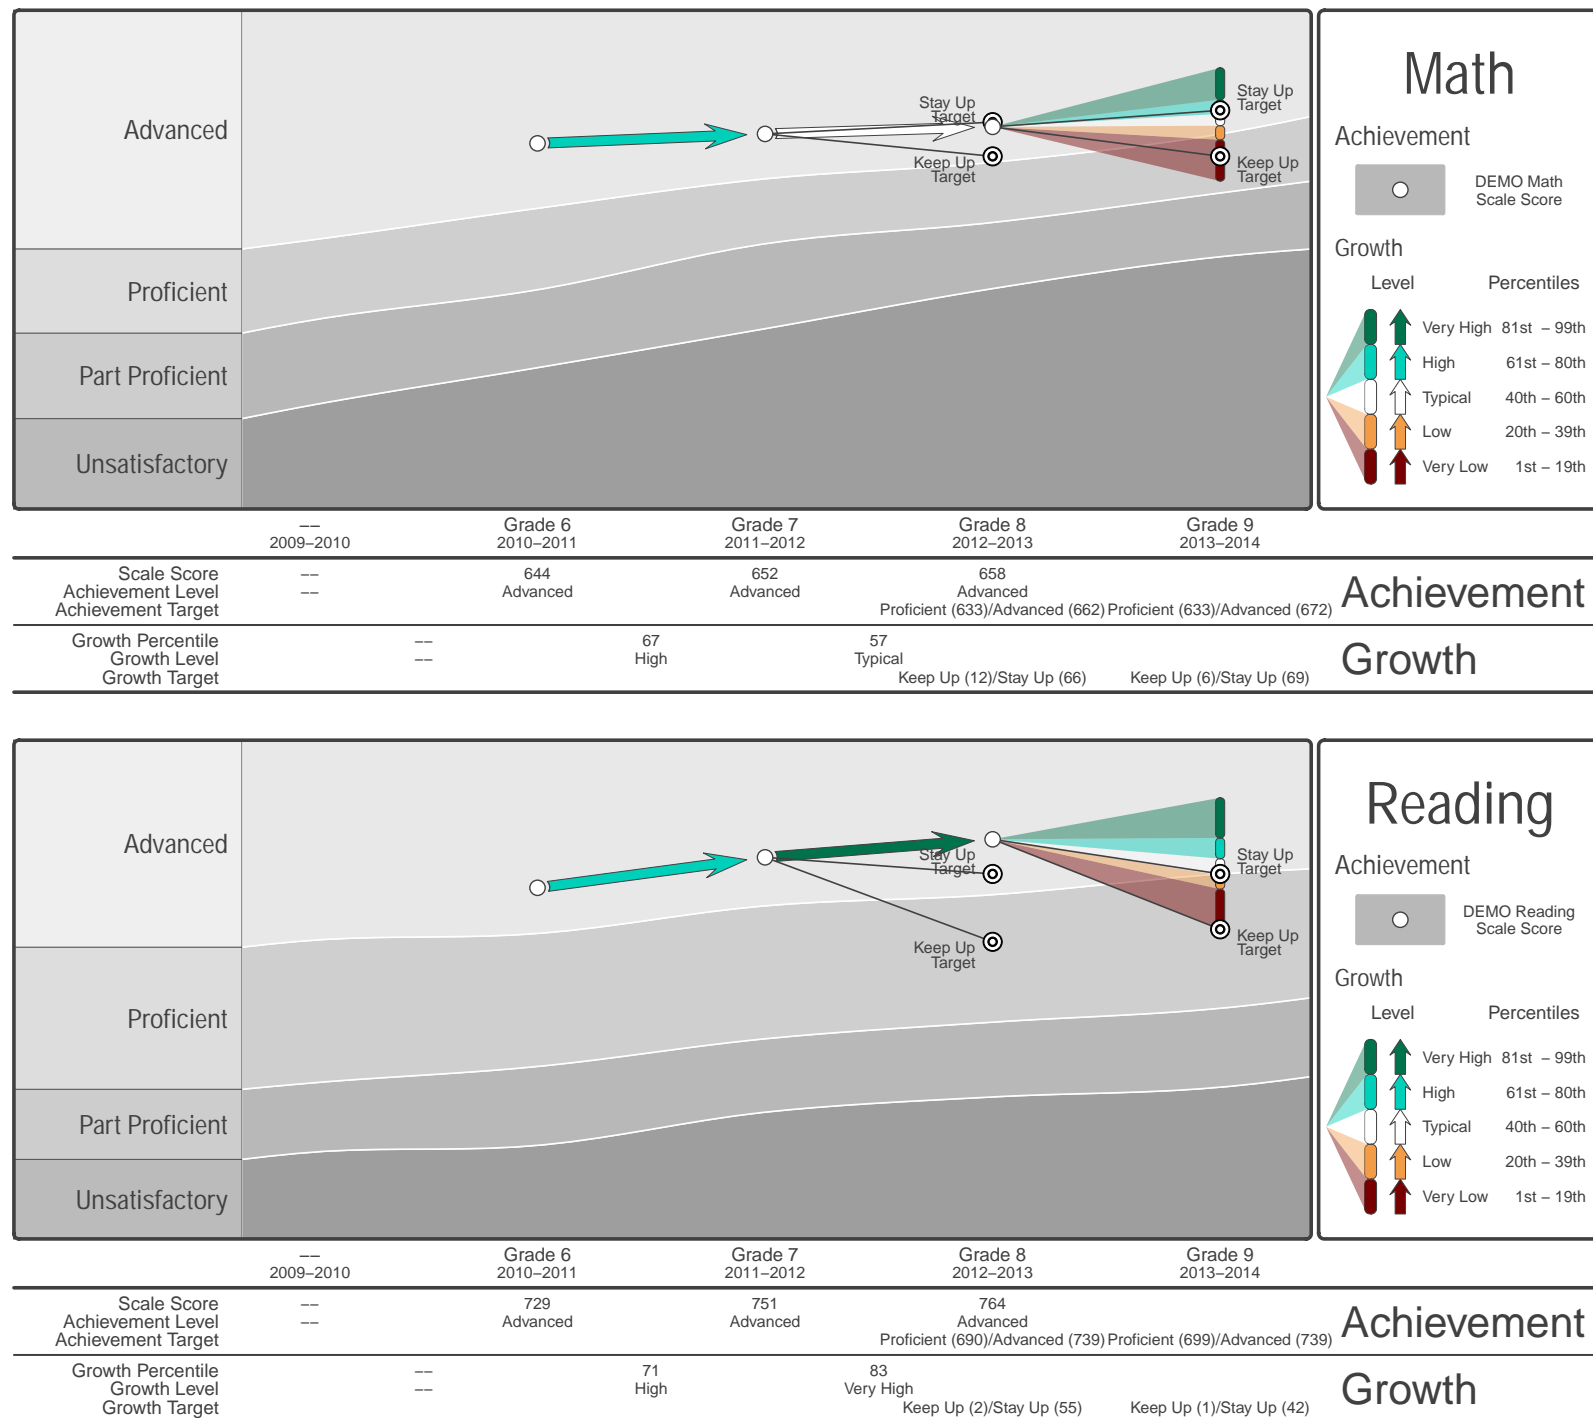 Advanced
Proficient
Part Proficient
Unsatisfactory
Stay Up
Target
Keep Up
Target
Stay Up
Target
Keep Up
Target
Math
Achievement
DEMO Math
Scale Score
Growth
Level Percentiles
Very High 81st – 99th
High 61st – 80th
Typical 40th – 60th
Low 20th – 39th
Very Low 1st – 19th
–– Grade 6 Grade 7 Grade 8 Grade 9
2009–2010 2010–2011 2011–2012 2012–2013 2013–2014
Scale Score –– 644 652 658
Achievement Level –– Advanced Advanced Advanced
Achievement Target Proficient (633)/Advanced (662) Proficient (633)/Advanced (672)
Achievement
Growth Percentile –– 67 57
Growth Level –– High Typical
Growth Target Keep Up (12)/Stay Up (66) Keep Up (6)/Stay Up (69)
Growth
Advanced
Proficient
Part Proficient
Unsatisfactory
Stay Up
Target
Keep Up
Target
Stay Up
Target
Keep Up
Target
Reading
Achievement
DEMO Reading
Scale Score
Growth
Level Percentiles
Very High 81st – 99th
High 61st – 80th
Typical 40th – 60th
Low 20th – 39th
Very Low 1st – 19th
–– Grade 6 Grade 7 Grade 8 Grade 9
2009–2010 2010–2011 2011–2012 2012–2013 2013–2014
Scale Score –– 729 751 764
Achievement Level –– Advanced Advanced Advanced
Achievement Target Proficient (690)/Advanced (739) Proficient (699)/Advanced (739)
Achievement
Growth Percentile –– 71 83
Growth Level –– High Very High
Growth Target Keep Up (2)/Stay Up (55) Keep Up (1)/Stay Up (42)
Growth